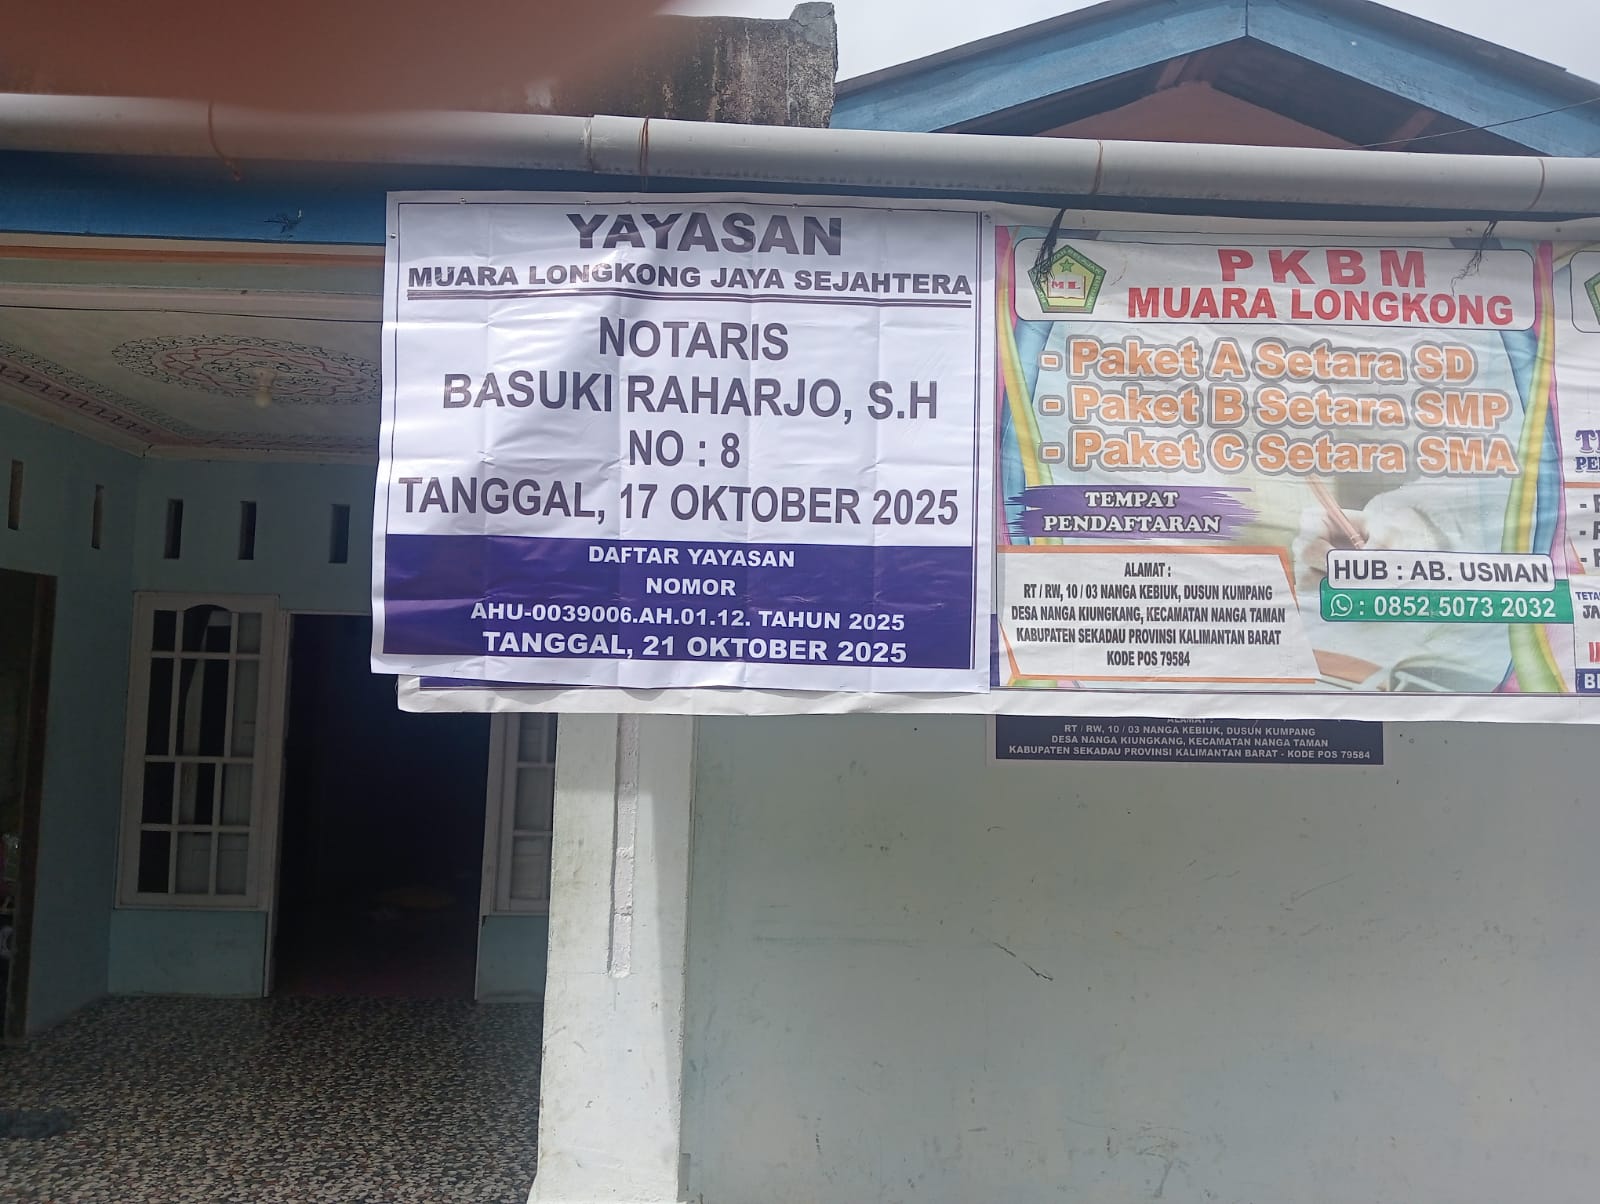 YAYASAN
MUARA LONGKONG JAYA SEJAHTERA
NOTARIS
BASUKI RAHARJO, S.H
NO : 8
TANGGAL, 17 OKTOBER 2025
DAFTAR YAYASAN
NOMOR
AHU-0039006.AH.01.12. TAHUN 2025
TANGGAL, 21 OKTOBER 2025
ML
PKBM
MUARA LONGKONG
- Paket A Setara SD
- Paket B Setara SMP
- Paket C Setara SMA
TEMPAT
PENDAFTARAN
ALAMAT :
RT / RW, 10 / 03 NANGA KEBIUK, DUSUN KUMPANG
DESA NANGA KIUNGKANG, KECAMATAN NANGA TAMAN
KABUPATEN SEKADAU PROVINSI KALIMANTAN BARAT
KODE POS 79584
HUB : AB. USMAN
: 0852 5073 2032
ALAMAT :
RT / RW, 10 / 03 NANGA KEBIUK, DUSUN KUMPANG
DESA NANGA KIUNGKANG, KECAMATAN NANGA TAMAN
KABUPATEN SEKADAU PROVINSI KALIMANTAN BARAT - KODE POS 79584